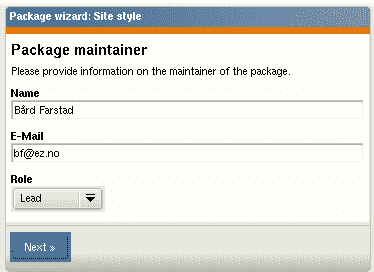 Package wizard: Site style
Package maintainer
Please provide information on the maintainer of the package.
Name
Bård Farstad
E-Mail
bf@ez.no
Role
Lead
Next »